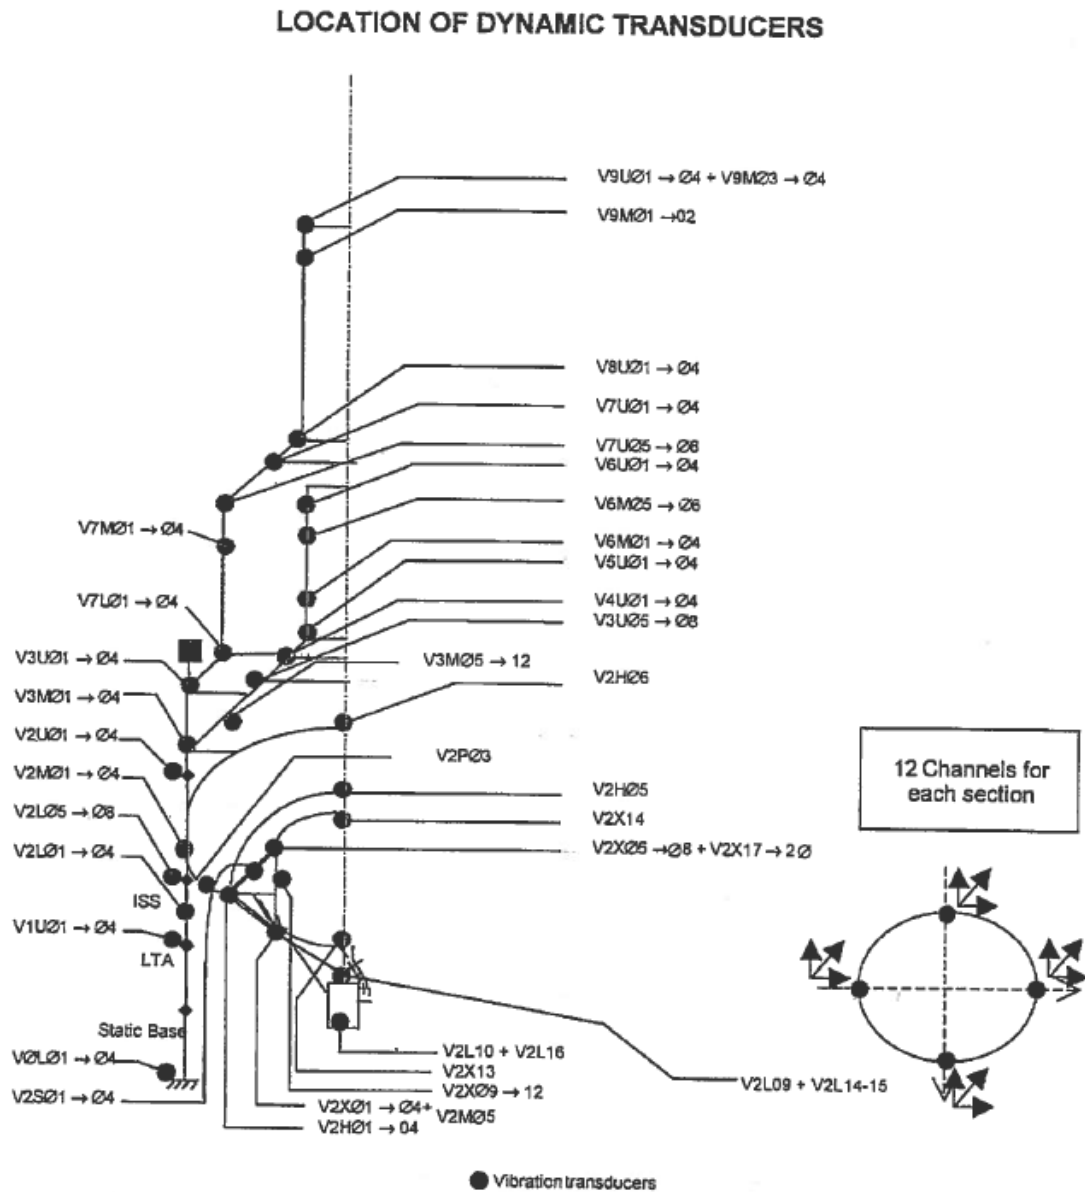 LOCATION OF DYNAMIC TRANSDUCERS
V9UØ1 → Ø4 + V9MØ3 → Ø4
V9MØ1 →02
V8UØ1 → Ø4
V7UØ1 → Ø4
V7UØ5 → Ø8
V6UØ1 → Ø4
V6MØ5 → Ø6
V7MØ1 → Ø4
V6MØ1 → Ø4
V5UØ1 → Ø4
V7LØ1 → Ø4
V4UØ1 → Ø4
V3UØ5 → Ø8
V3UØ1 → Ø4
V3MØ5 → 12
V2HØ6
V3MØ1 → Ø4
V2UØ1 → Ø4
V2PØ3
V2MØ1 → Ø4
V2HØ5
V2LØ5 → Ø8
V2X14
V2LØ1 → Ø4
V2XØ5 → Ø8 + V2X17 → 2Ø
12 Channels for
each section
ISS
V1UØ1 → Ø4
LTA
Static Base
VØLØ1 → Ø4
V2L10 + V2L16
V2X13
V2XØ9 → 12
V2L09 + V2L14-15
V2SØ1 → Ø4
V2XØ1 → Ø4+ V2MØ5
V2HØ1 → 04
Vibration transducers